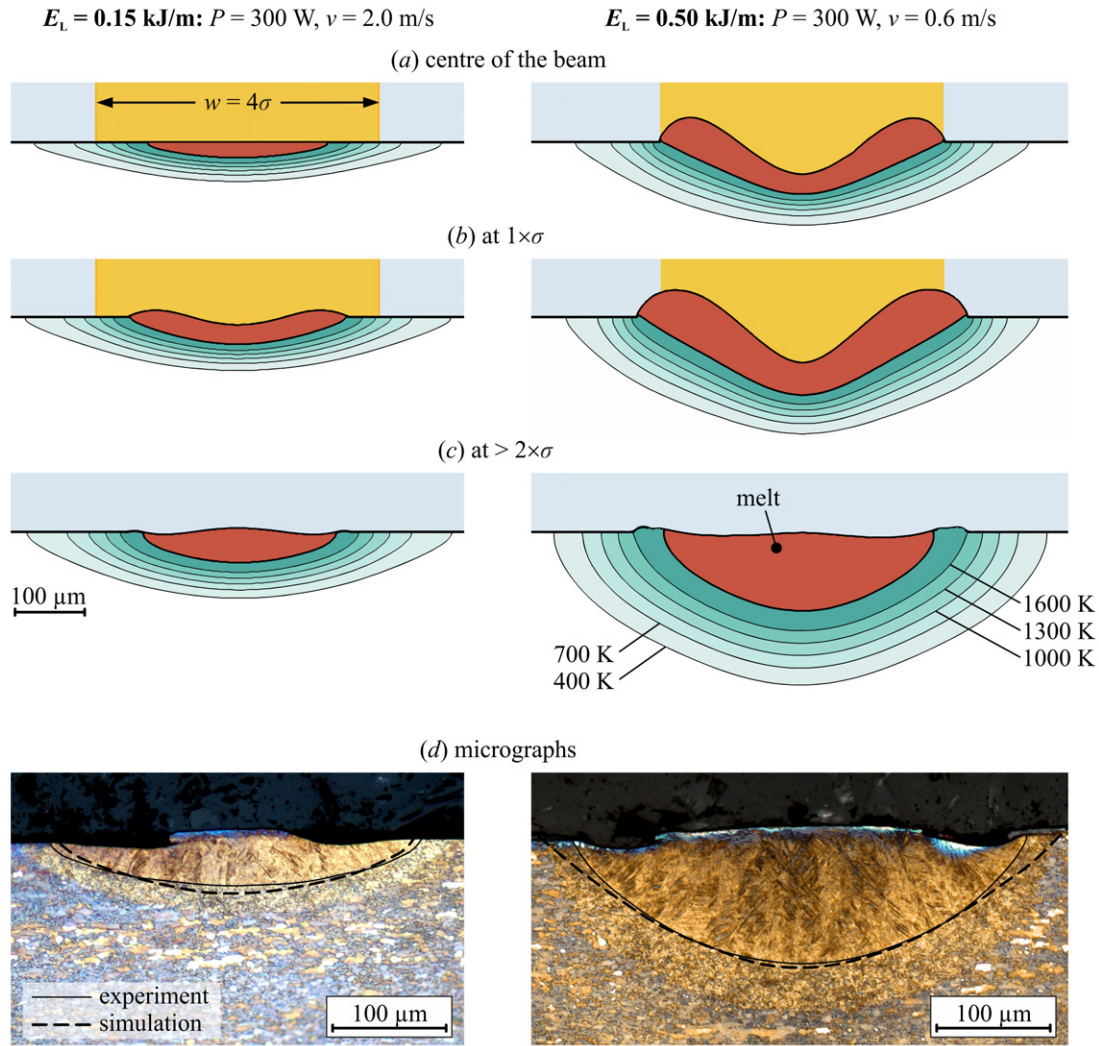 E_L = 0.15 kJ/m: P = 300 W, v = 2.0 m/s
E_L = 0.50 kJ/m: P = 300 W, v = 0.6 m/s
(a) centre of the beam
w = 4σ
(b) at 1×σ
(c) at > 2×σ
melt
100 µm
1600 K
1300 K
1000 K
700 K
400 K
(d) micrographs
experiment
simulation
100 µm
100 µm